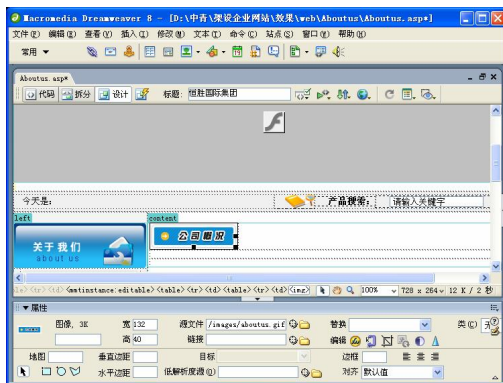 Macromedia Dreamweaver 8 - [D:\中青\架设企业网站\效果\web\Aboutus\Aboutus.asp*]
文件(F) 编辑(E) 查看(V) 插入(I) 修改(M) 文本(T) 命令(C) 站点(S) 窗口(W) 帮助(H)
常用
Aboutus.asp*
代码 拆分 设计 标题: 恒胜国际集团
今天是: 产品搜索: 请输入关键字
left content
关于我们
about us
公司概况
<tr> <td> <mmtinstance:editable> <table> <tr> <td> <table> <tr> <td> <img> 100% 728 x 264 12 K / 2 秒
属性
图像, 3K 宽 132 源文件 /images/aboutus.gif 替换 类(C) 无
高 40 链接 编辑
地图 垂直边距 目标 边框
水平边距 低解析度源(O) 对齐 默认值